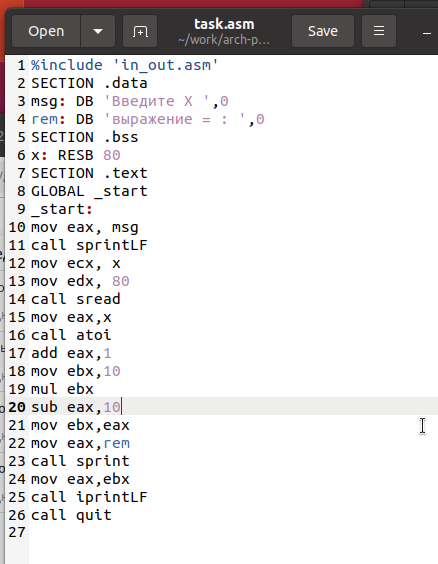 Open task.asm Save
~/work/arch-p...
1 %include 'in_out.asm'
2 SECTION .data
3 msg: DB 'Введите X ',0
4 rem: DB 'выражение = : ',0
5 SECTION .bss
6 x: RESB 80
7 SECTION .text
8 GLOBAL _start
9 _start:
10 mov eax, msg
11 call sprintLF
12 mov ecx, x
13 mov edx, 80
14 call sread
15 mov eax,x
16 call atoi
17 add eax,1
18 mov ebx,10
19 mul ebx
20 sub eax,10
21 mov ebx,eax
22 mov eax,rem
23 call sprint
24 mov eax,ebx
25 call iprintLF
26 call quit
27